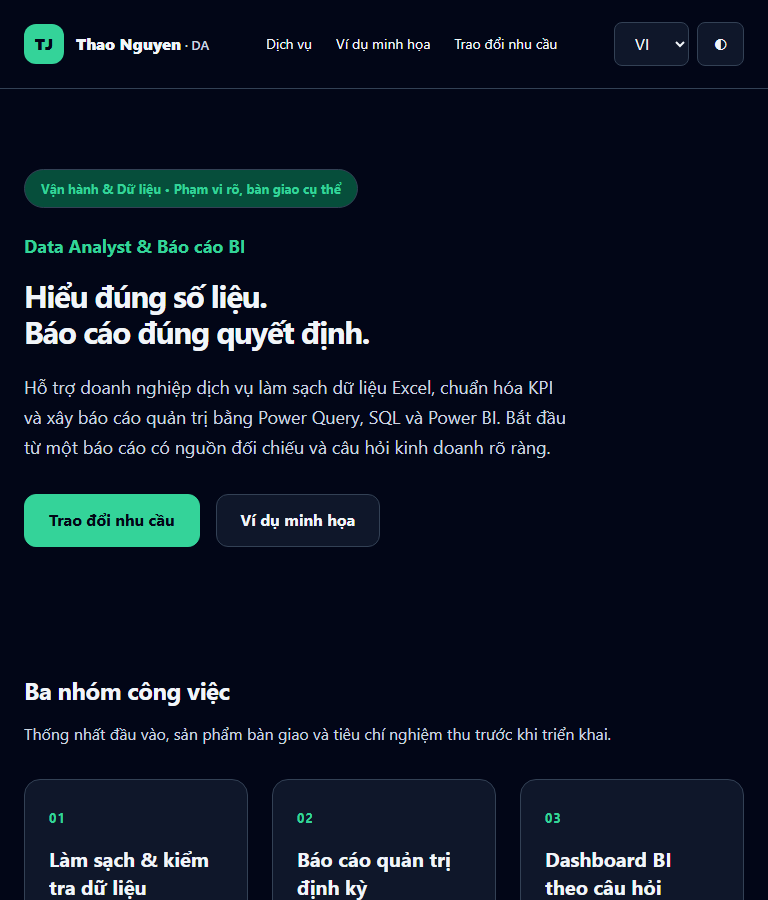 TJ Thao Nguyen · DA Dịch vụ Ví dụ minh họa Trao đổi nhu cầu VI
Vận hành & Dữ liệu • Phạm vi rõ, bàn giao cụ thể
Data Analyst & Báo cáo BI
Hiểu đúng số liệu.
Báo cáo đúng quyết định.
Hỗ trợ doanh nghiệp dịch vụ làm sạch dữ liệu Excel, chuẩn hóa KPI
và xây báo cáo quản trị bằng Power Query, SQL và Power BI. Bắt đầu
từ một báo cáo có nguồn đối chiếu và câu hỏi kinh doanh rõ ràng.
Trao đổi nhu cầu Ví dụ minh họa
Ba nhóm công việc
Thống nhất đầu vào, sản phẩm bàn giao và tiêu chí nghiệm thu trước khi triển khai.
01
Làm sạch & kiểm
tra dữ liệu
02
Báo cáo quản trị
định kỳ
03
Dashboard BI
theo câu hỏi